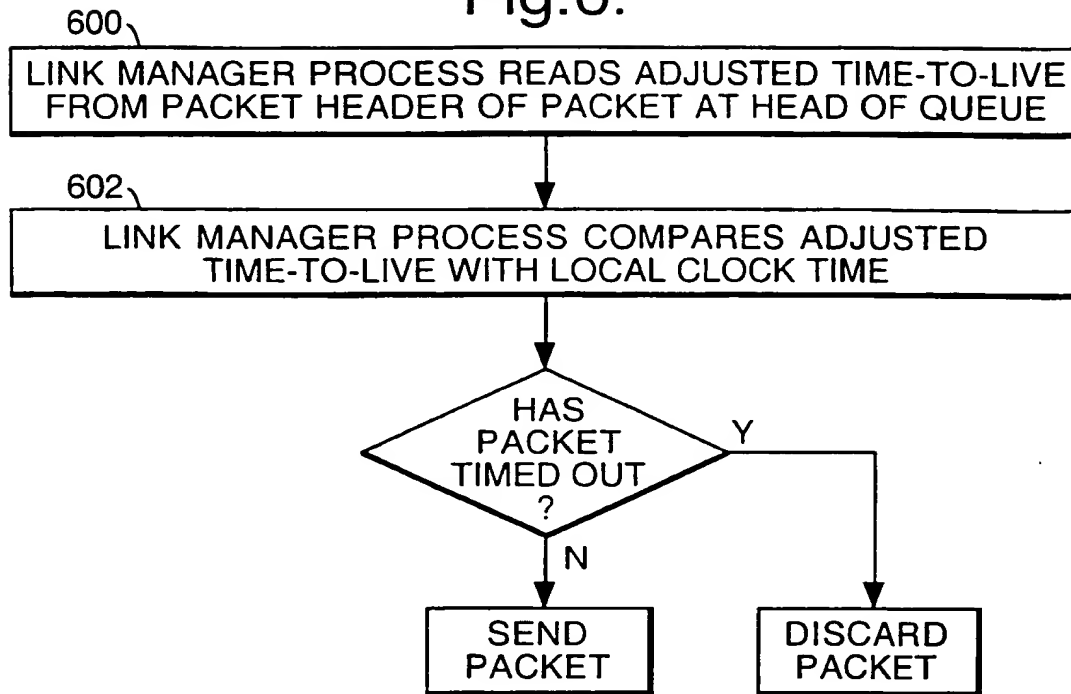 Fig.6.
600
LINK MANAGER PROCESS READS ADJUSTED TIME-TO-LIVE
FROM PACKET HEADER OF PACKET AT HEAD OF QUEUE
602
LINK MANAGER PROCESS COMPARES ADJUSTED
TIME-TO-LIVE WITH LOCAL CLOCK TIME
HAS
PACKET
TIMED OUT
?
Y
N
SEND
PACKET
DISCARD
PACKET